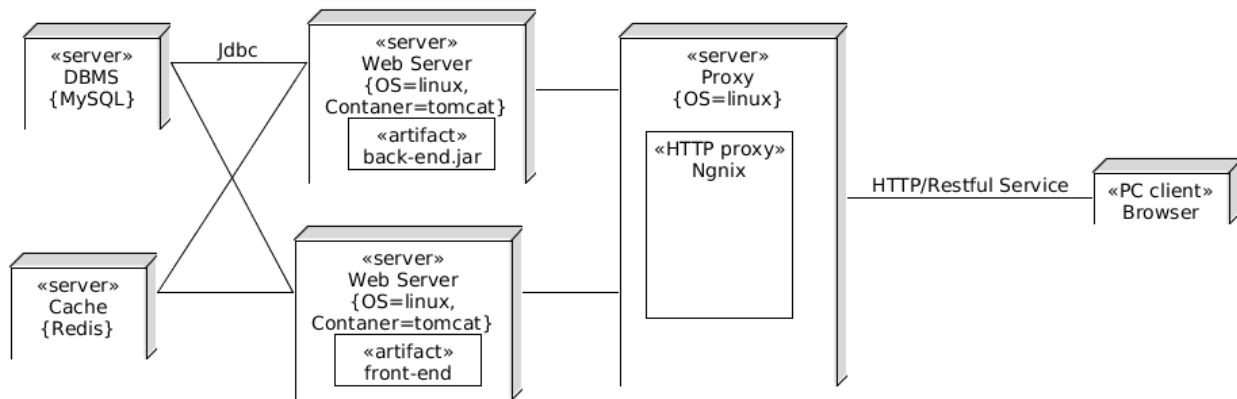 «server»
DBMS
{MySQL}
Jdbc
«server»
Web Server
{OS=linux,
Contaner=tomcat}
«artifact»
back-end.jar
«server»
Proxy
{OS=linux}
«HTTP proxy»
Ngnix
HTTP/Restful Service
«PC client»
Browser
«server»
Cache
{Redis}
«server»
Web Server
{OS=linux,
Contaner=tomcat}
«artifact»
front-end